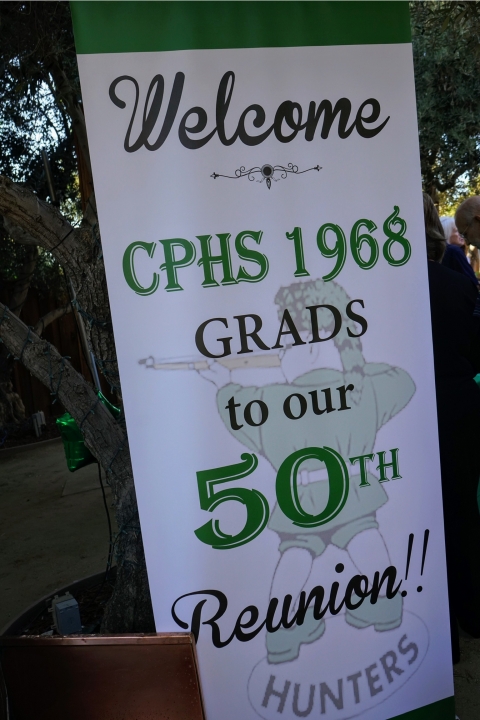 Welcome
CPHS 1968
GRADS
to our
50TH
Reunion!!
HUNTERS